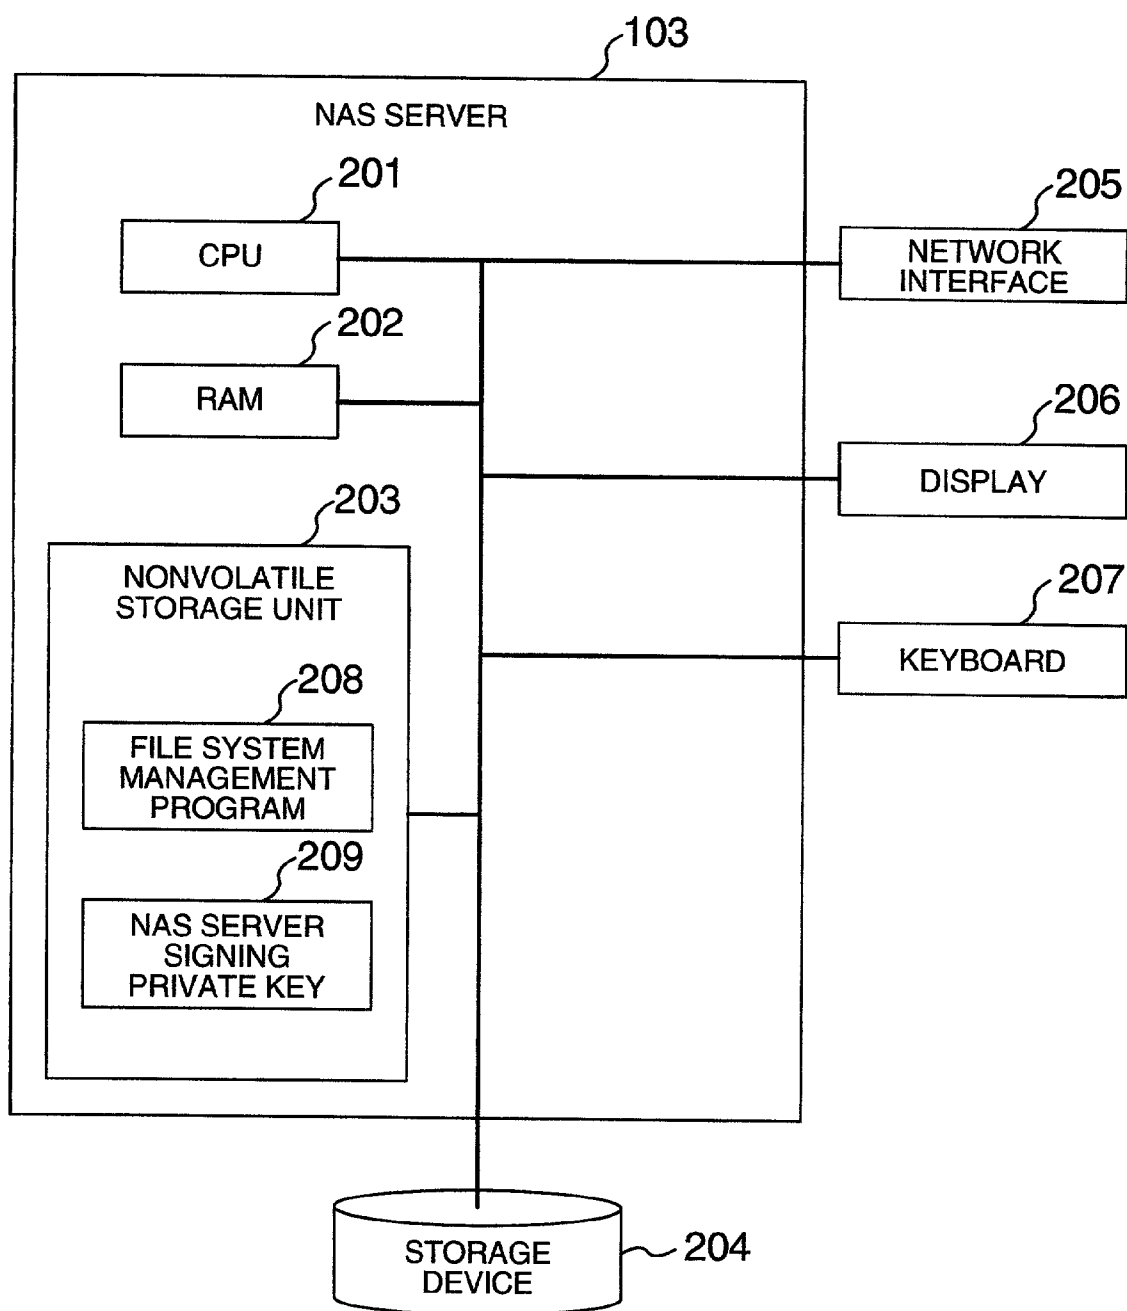 103
NAS SERVER
201
CPU
205
NETWORK
INTERFACE
202
RAM
206
DISPLAY
203
NONVOLATILE
STORAGE UNIT
207
KEYBOARD
208
FILE SYSTEM
MANAGEMENT
PROGRAM
209
NAS SERVER
SIGNING
PRIVATE KEY
STORAGE
DEVICE
204